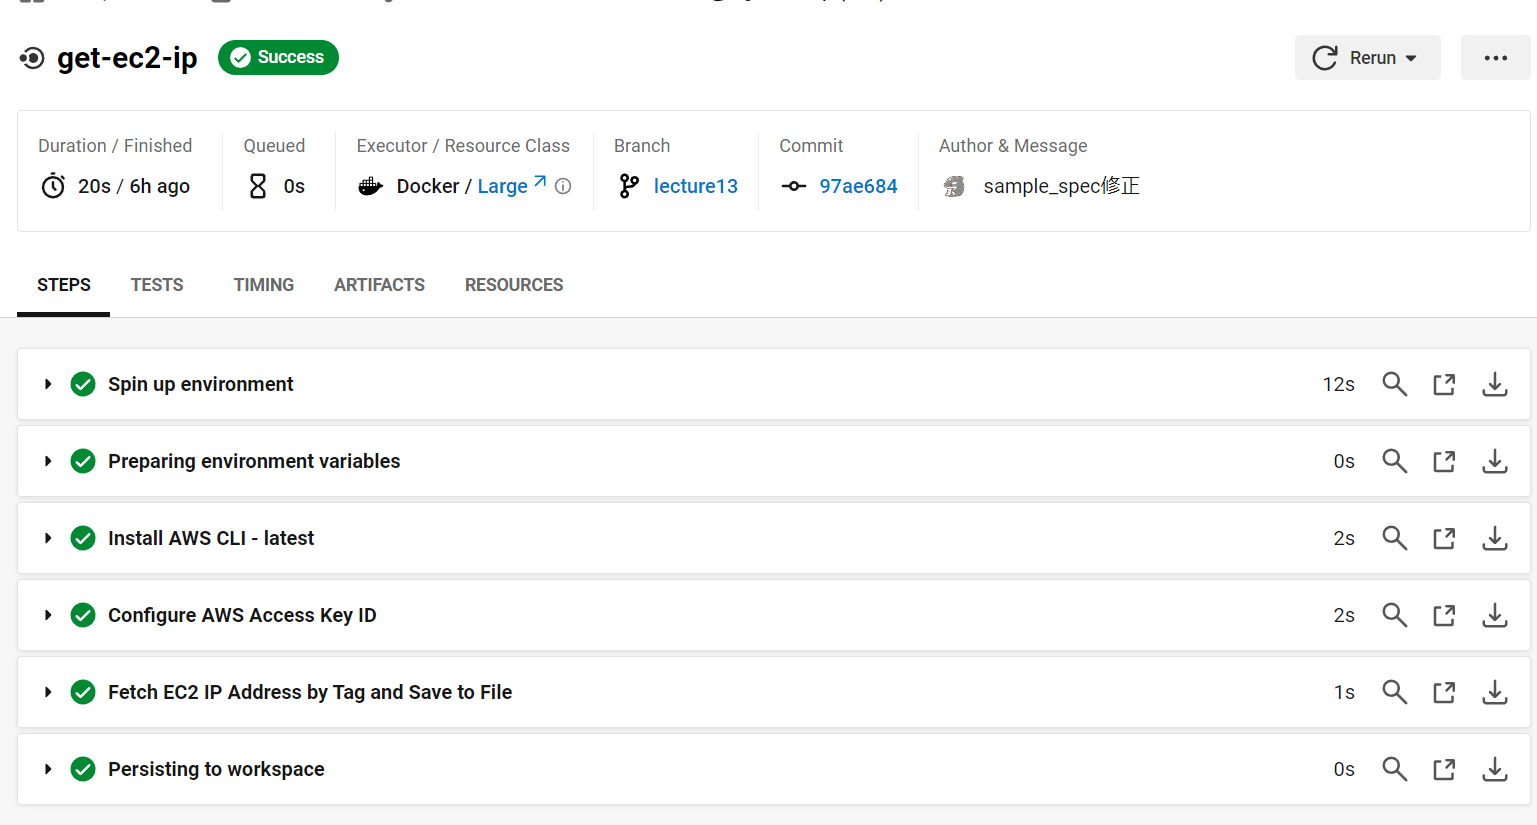 get-ec2-ip Success Rerun
Duration / Finished Queued Executor / Resource Class Branch Commit Author & Message
20s / 6h ago 0s Docker / Large lecture13 97ae684 sample_spec修正
STEPS TESTS TIMING ARTIFACTS RESOURCES
Spin up environment 12s
Preparing environment variables 0s
Install AWS CLI - latest 2s
Configure AWS Access Key ID 2s
Fetch EC2 IP Address by Tag and Save to File 1s
Persisting to workspace 0s